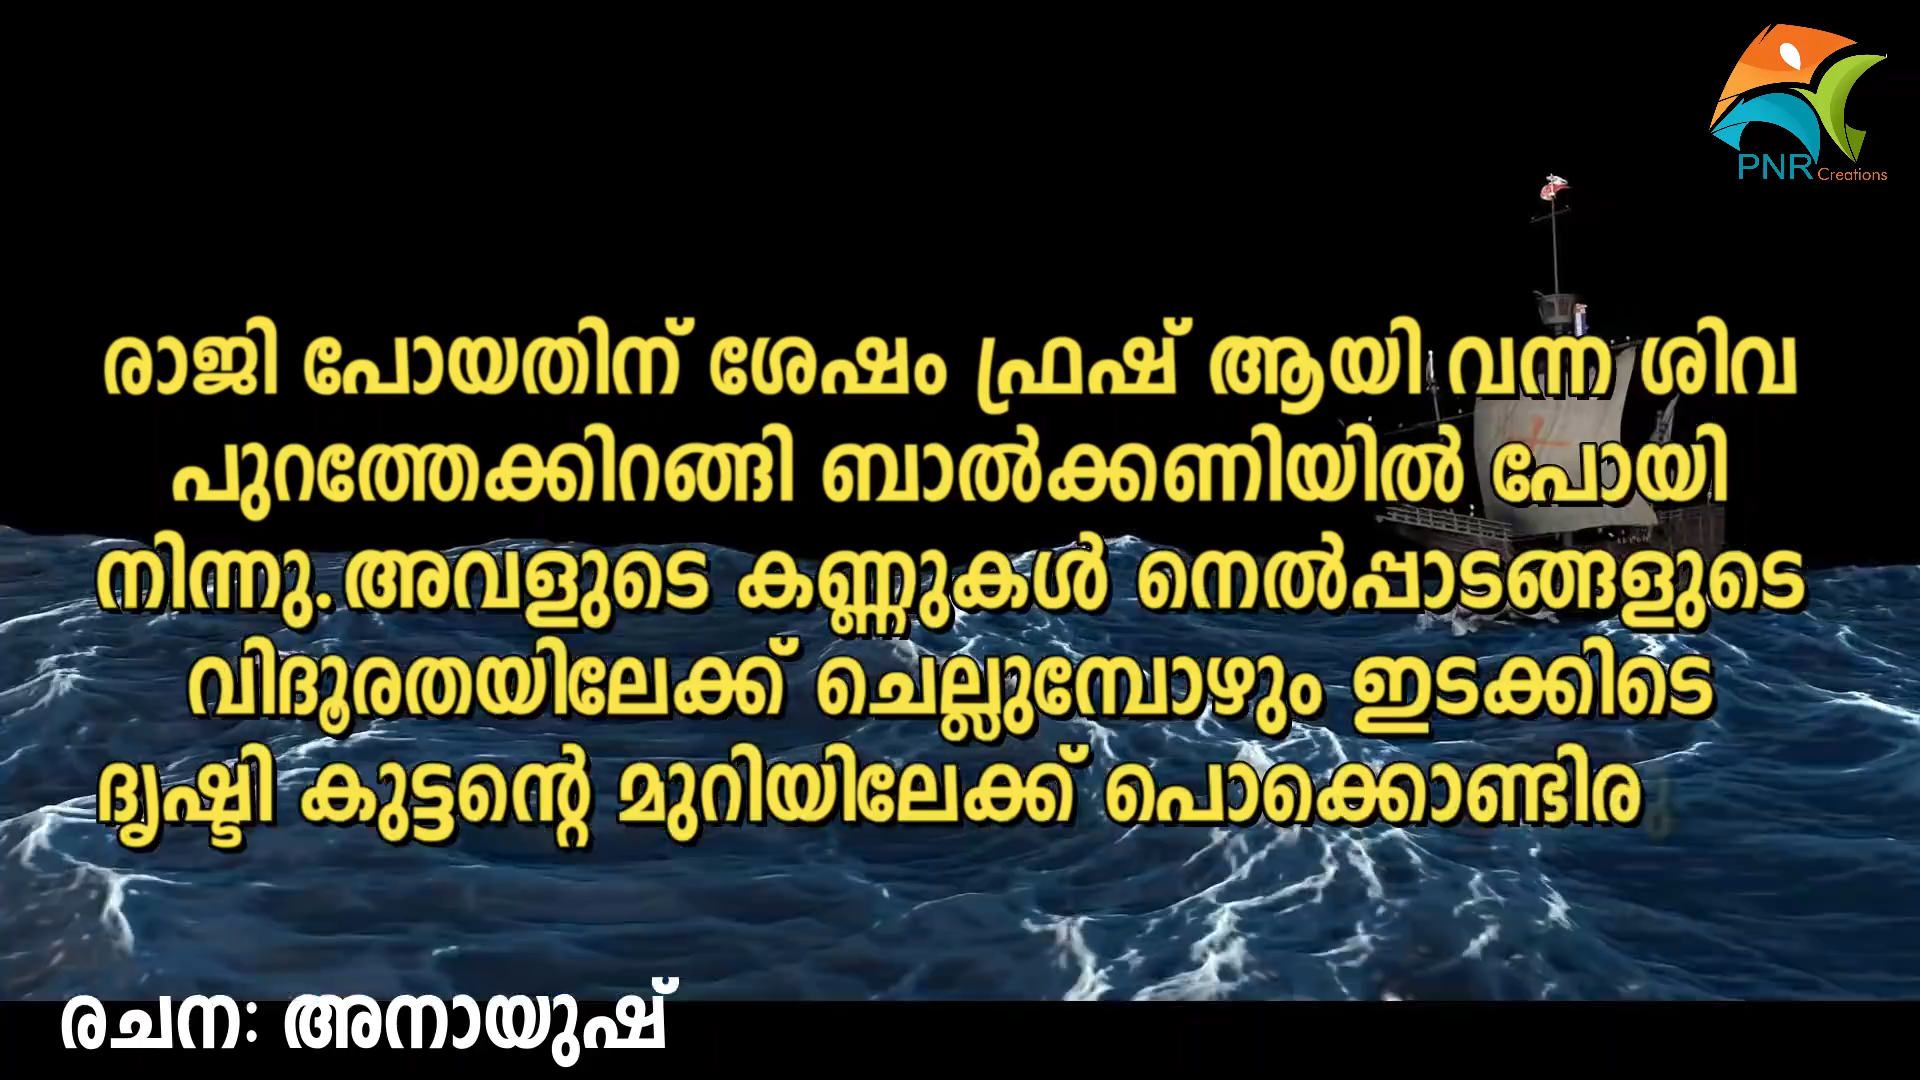 PNR Creations
രാജി പോയതിന് ശേഷം ഫ്രഷ് ആയി വന്ന ശിവ
പുറത്തേക്കിറങ്ങി ബാൽക്കണിയിൽ പോയി
നിന്നു. അവളുടെ കണ്ണുകൾ നെൽപ്പാടങ്ങളുടെ
വിദൂരതയിലേക്ക് ചെല്ലുമ്പോഴും ഇടക്കിടെ
ദൃഷ്ടി കുട്ടന്റെ മുറിയിലേക്ക് പൊക്കൊണ്ടിരു
രചന: അനായുഷ്